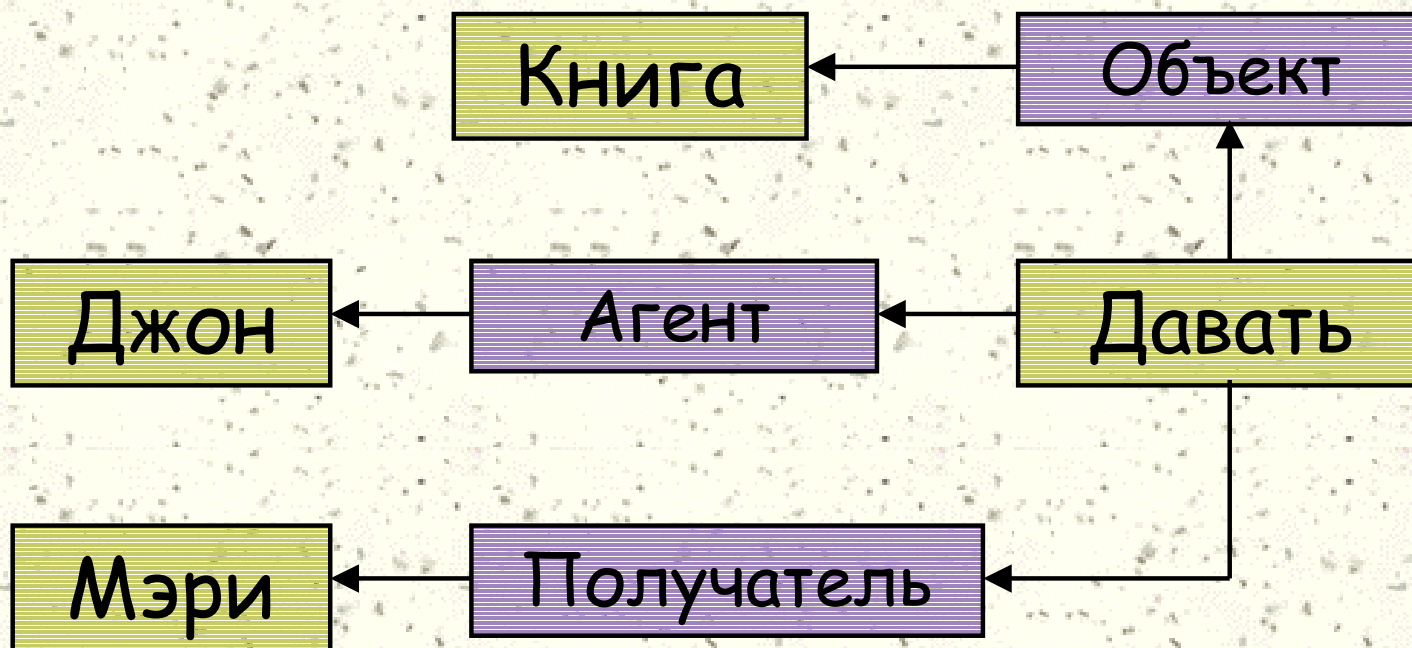 Книга
Объект
Джон
Агент
Давать
Мэри
Получатель